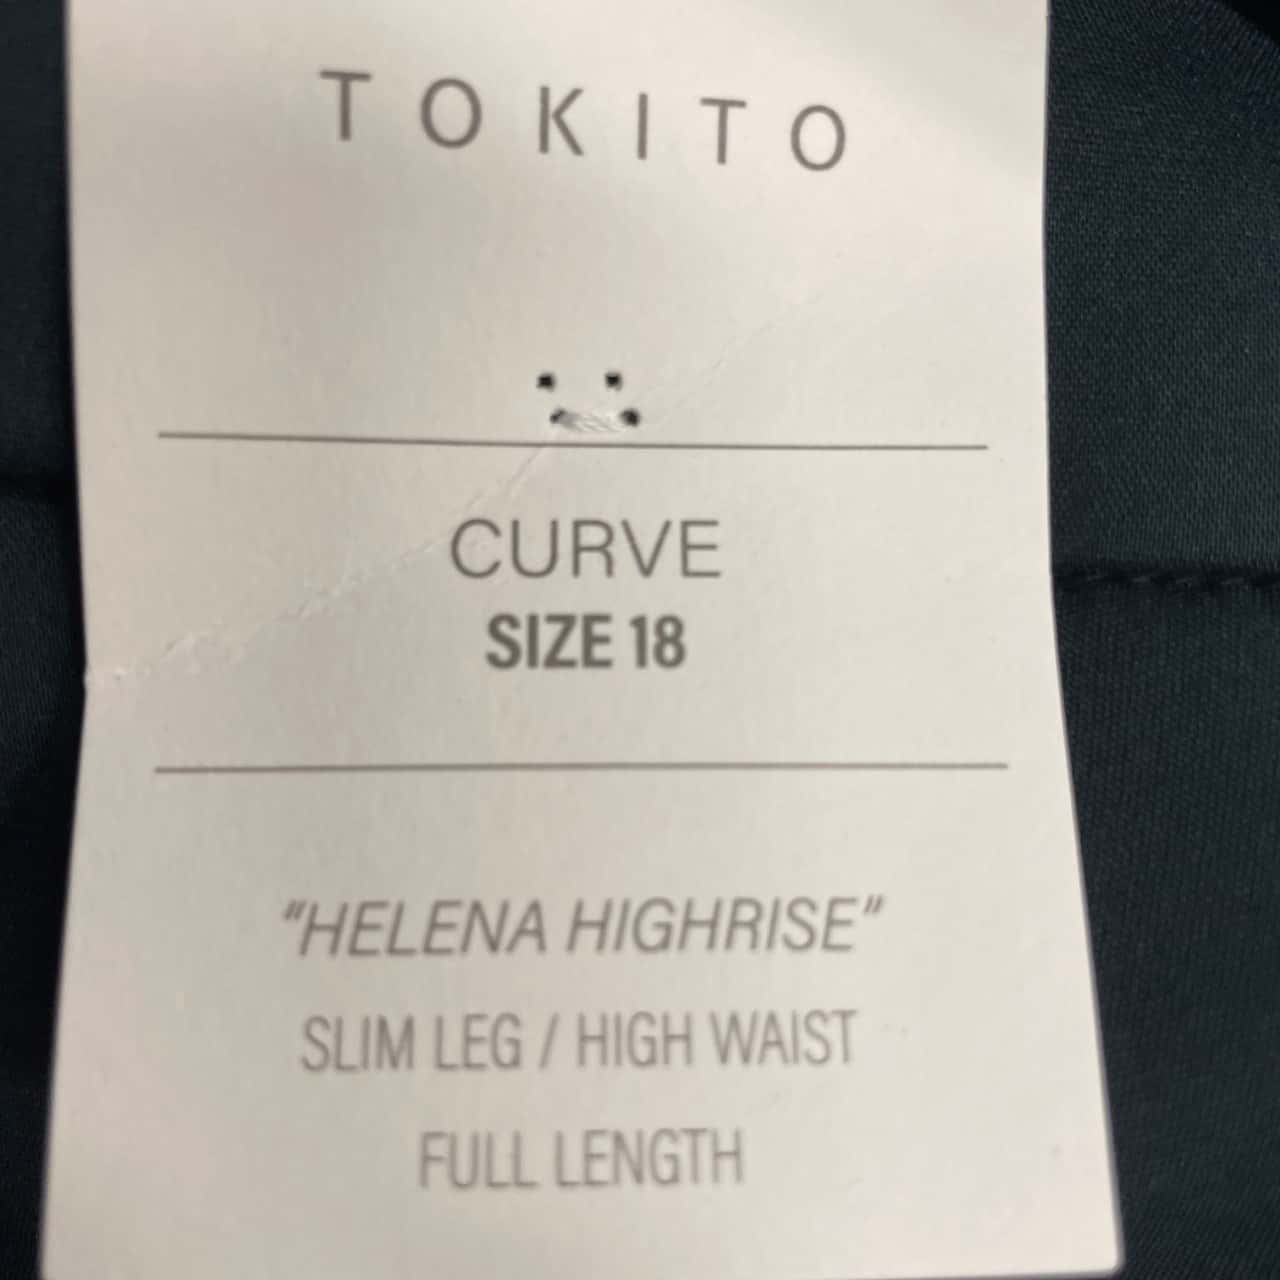 TOKITO
CURVE
SIZE 18
"HELENA HIGHRISE"
SLIM LEG / HIGH WAIST
FULL LENGTH